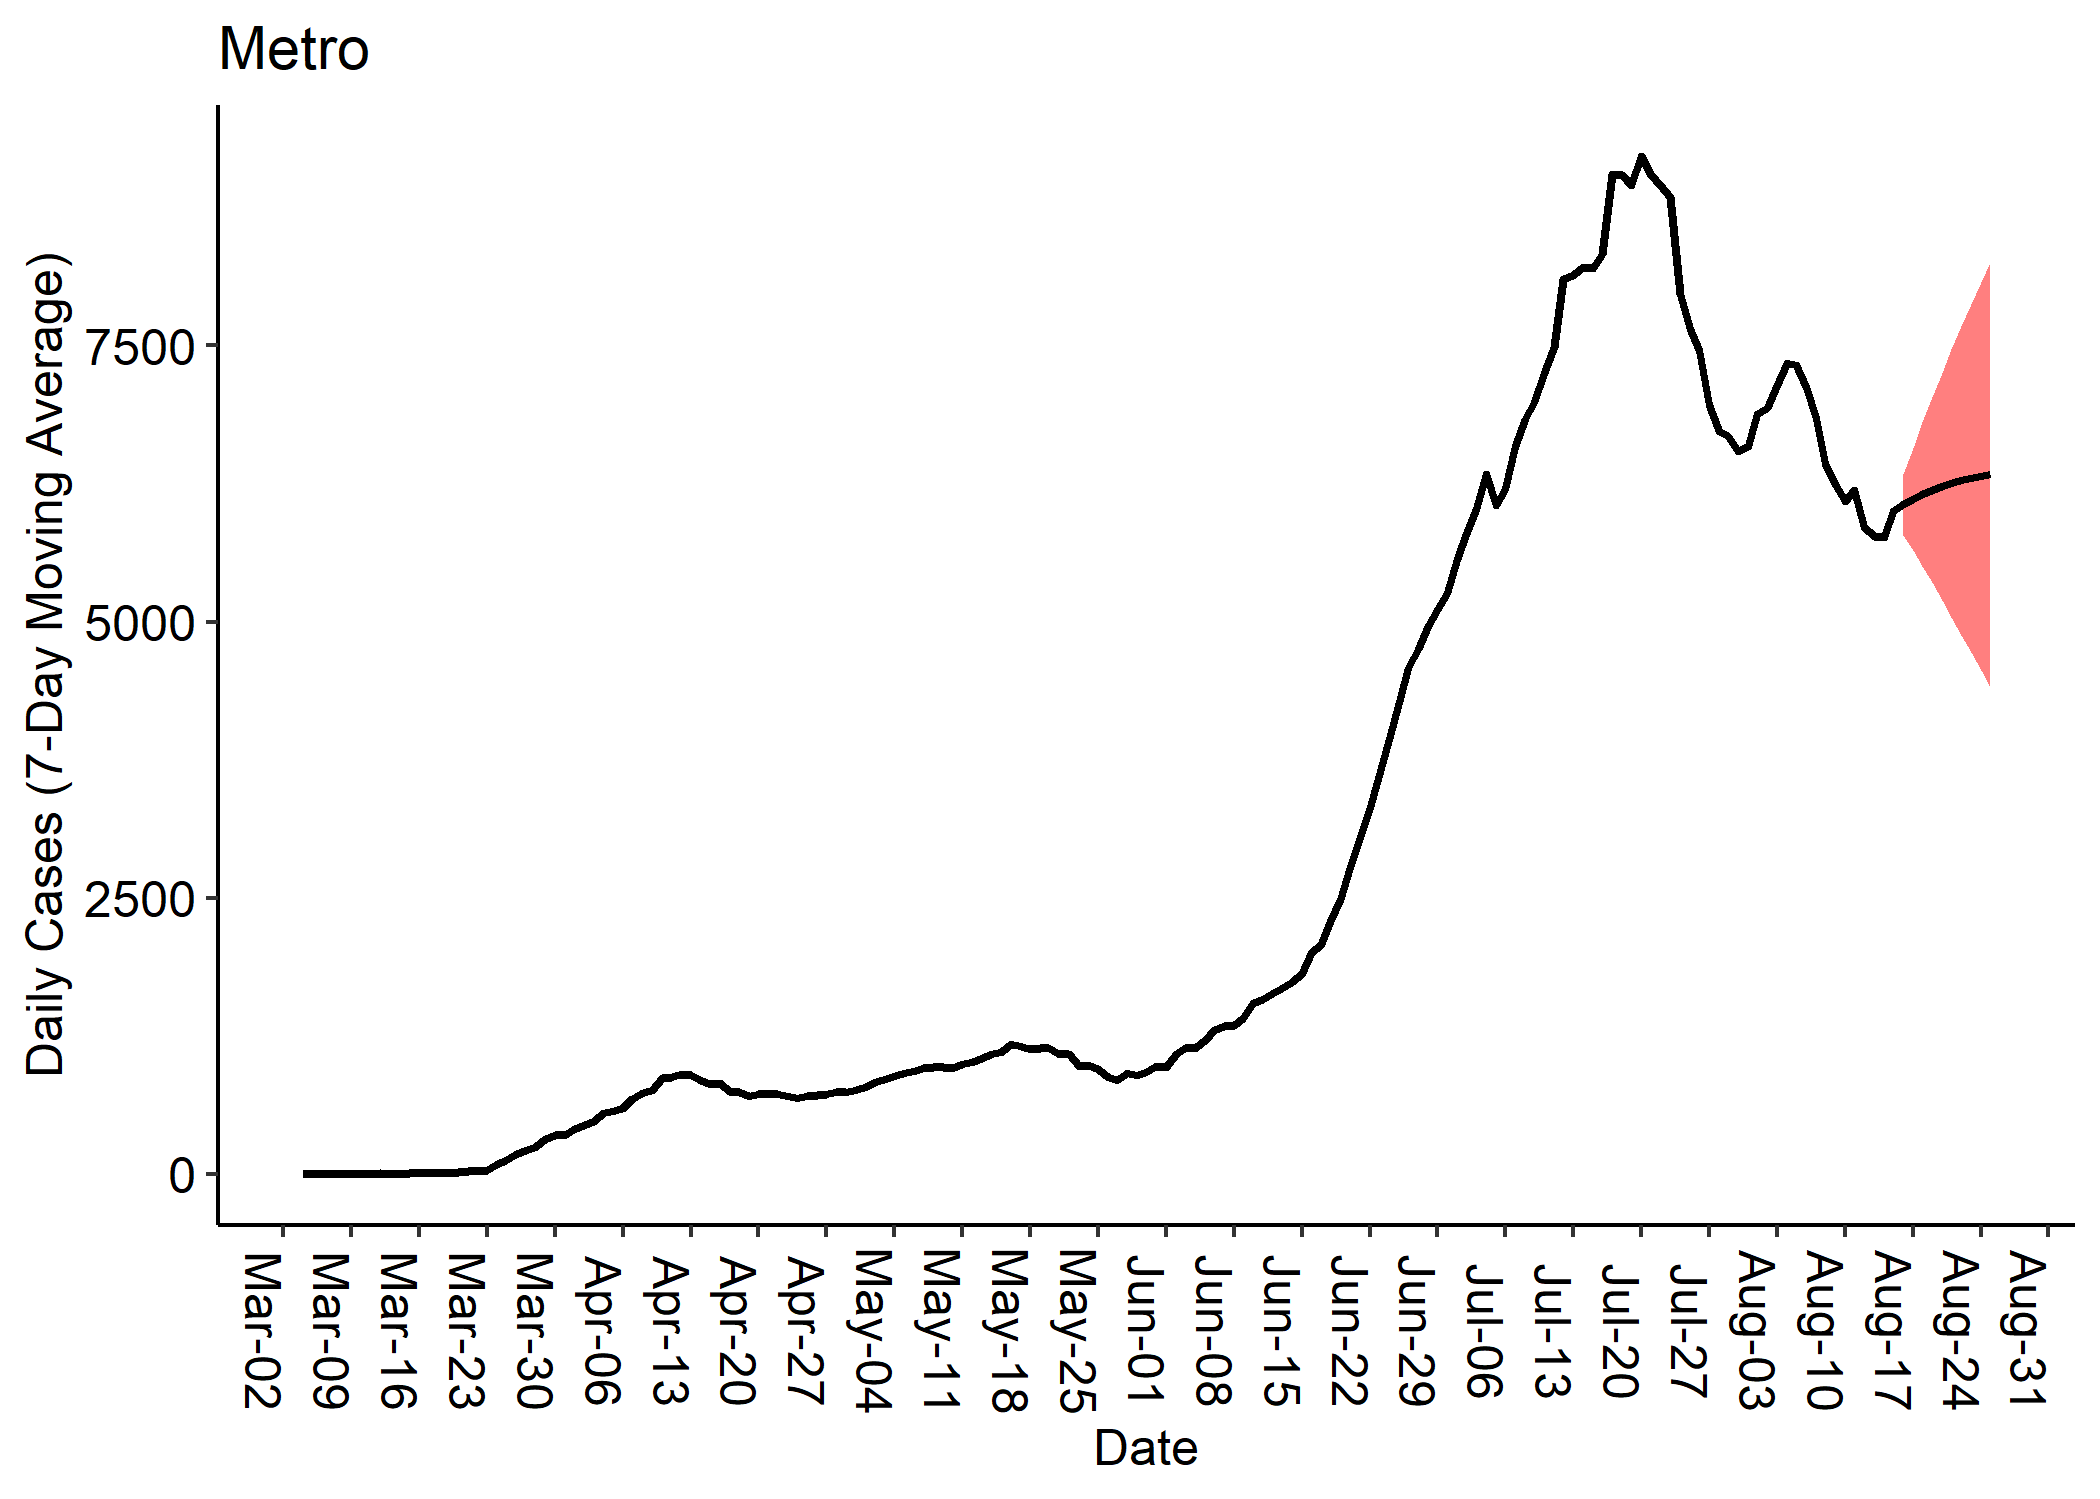 Metro
Daily Cases (7-Day Moving Average)
7500
5000
2500
0
Mar-02
Mar-09
Mar-16
Mar-23
Mar-30
Apr-06
Apr-13
Apr-20
Apr-27
May-04
May-11
May-18
May-25
Jun-01
Jun-08
Jun-15
Jun-22
Jun-29
Jul-06
Jul-13
Jul-20
Jul-27
Aug-03
Aug-10
Aug-17
Aug-24
Aug-31
Date